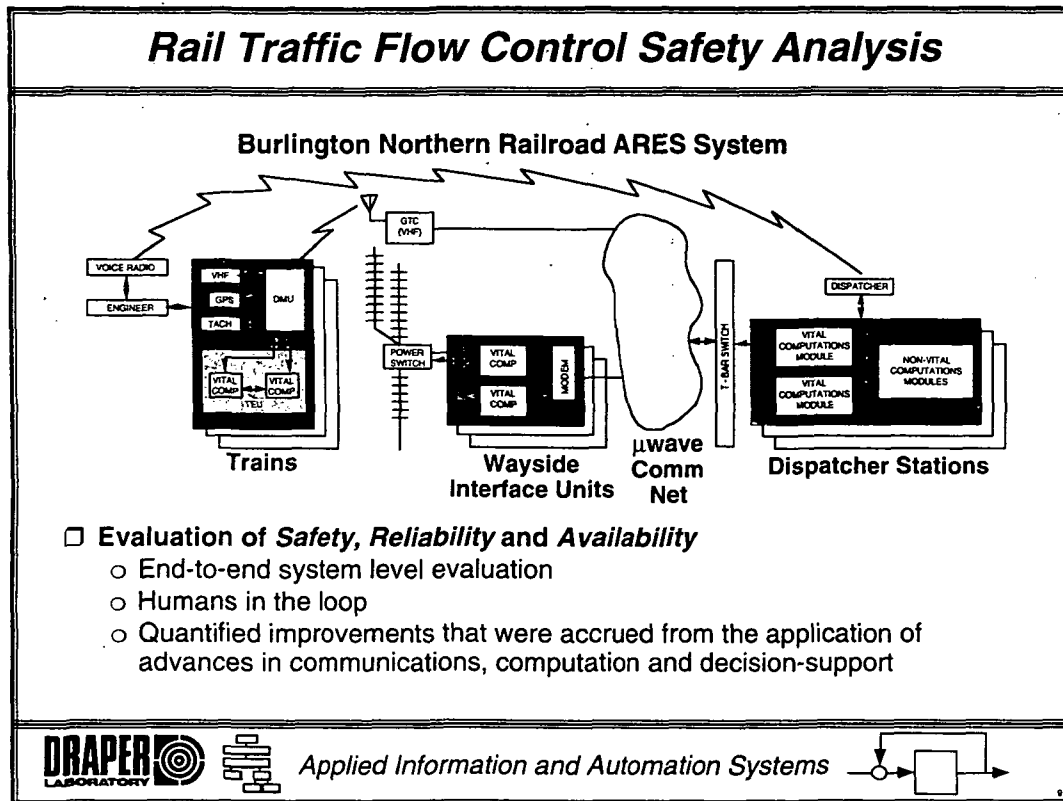 Rail Traffic Flow Control Safety Analysis
Burlington Northern Railroad ARES System
GTC
(VHF)
VOICE RADIO
ENGINEER
VHF
GPS
TACH
DMU
VITAL
COMP
VITAL
COMP
TEU
Trains
POWER
SWITCH
VITAL
COMP
VITAL
COMP
MODEM
Wayside
Interface Units
μwave
Comm
Net
T-BAR SWITCH
DISPATCHER
VITAL
COMPUTATIONS
MODULE
VITAL
COMPUTATIONS
MODULE
NON-VITAL
COMPUTATIONS
MODULES
Dispatcher Stations
❒ Evaluation of Safety, Reliability and Availability
o End-to-end system level evaluation
o Humans in the loop
o Quantified improvements that were accrued from the application of
advances in communications, computation and decision-support
DRAPER
LABORATORY
Applied Information and Automation Systems